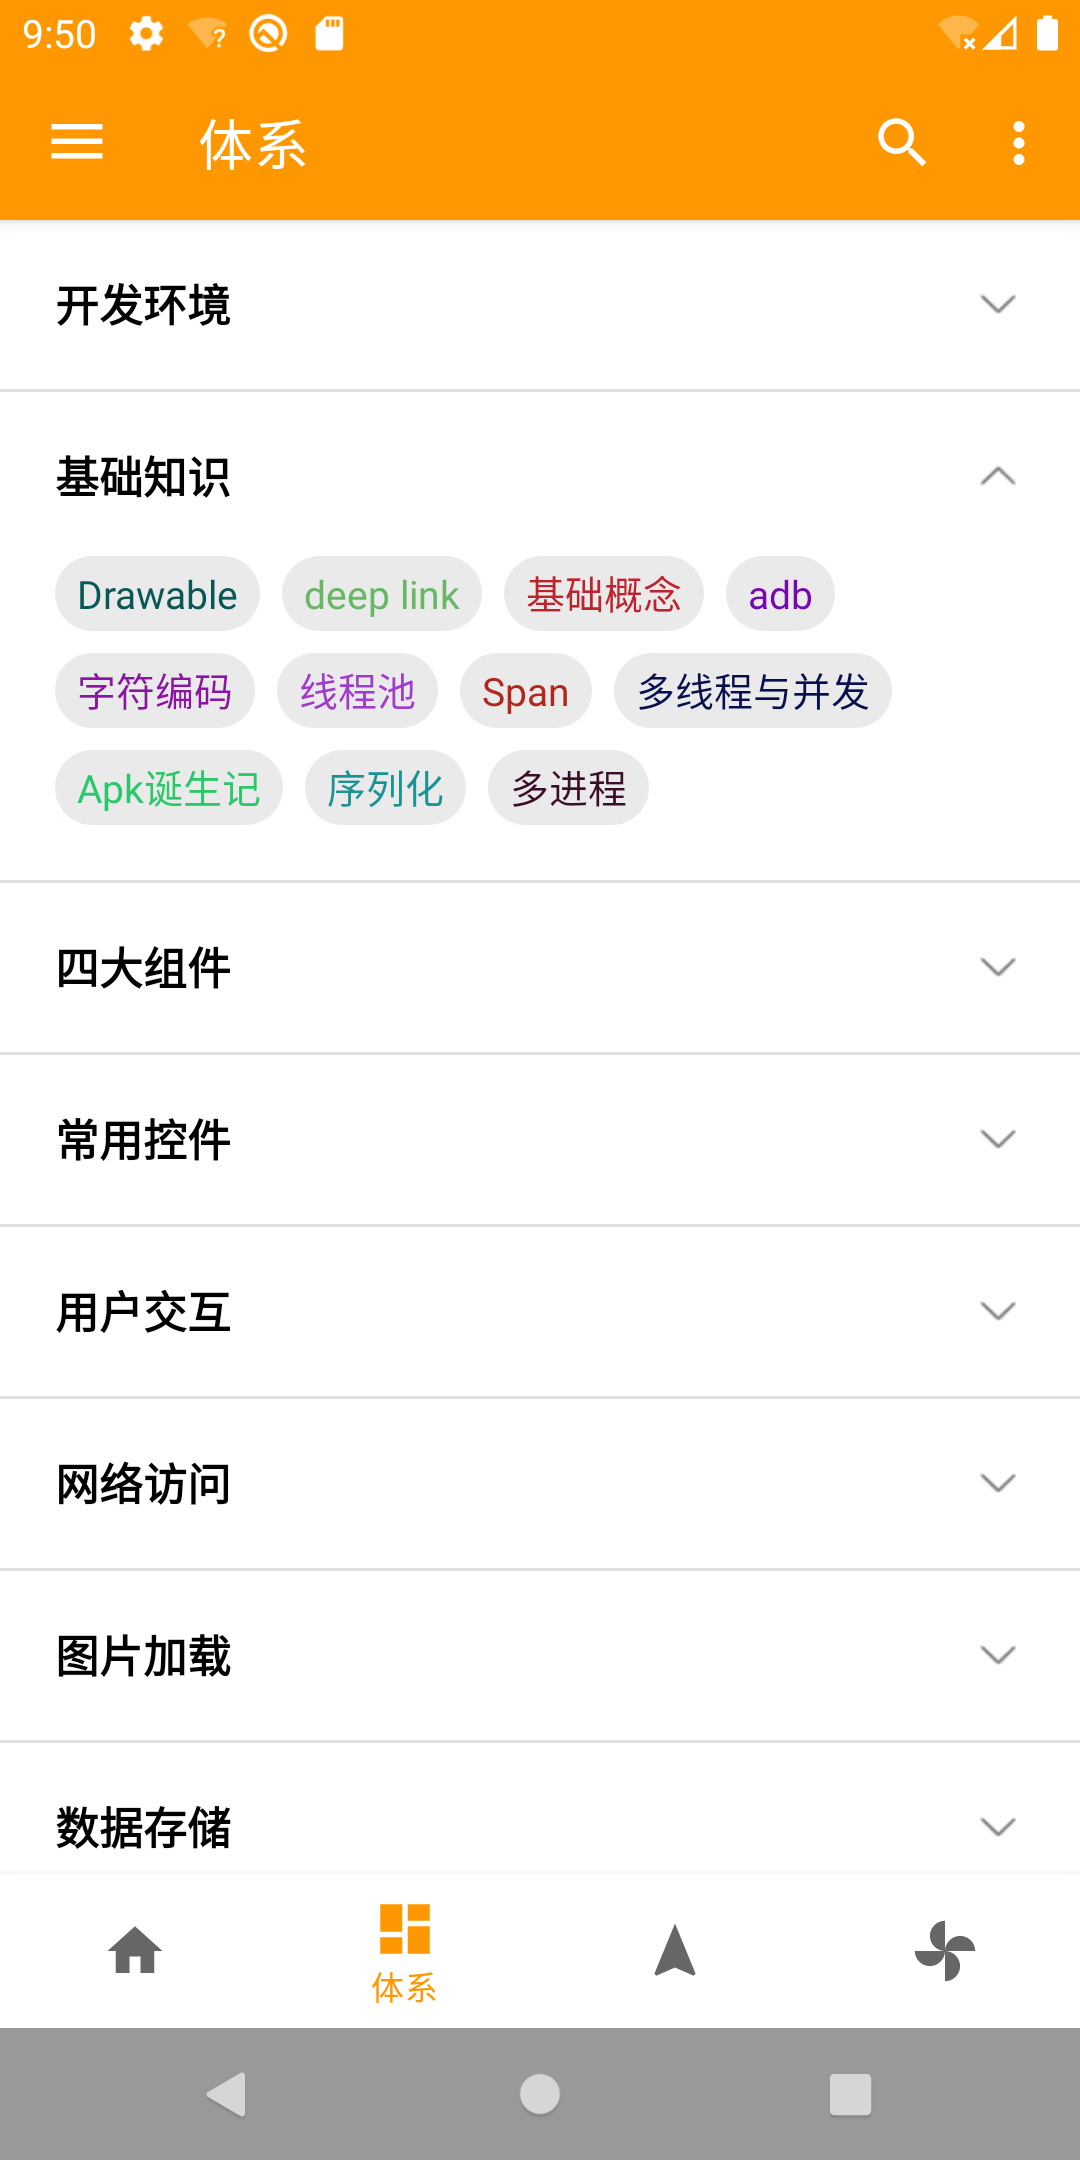 9:50
体系
开发环境
基础知识
Drawable deep link 基础概念 adb
字符编码 线程池 Span 多线程与并发
Apk诞生记 序列化 多进程
四大组件
常用控件
用户交互
网络访问
图片加载
数据存储
体系